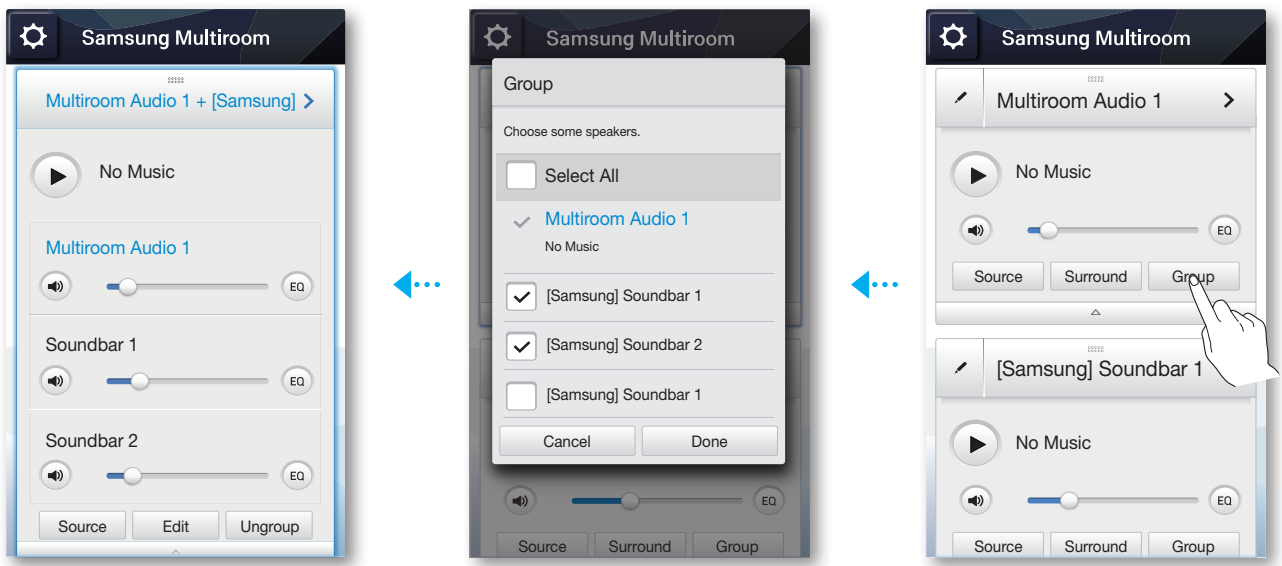 Samsung Multiroom
Multiroom Audio 1 + [Samsung]
No Music
Multiroom Audio 1
EQ
Soundbar 1
EQ
Soundbar 2
EQ
Source Edit Ungroup
Samsung Multiroom
Group
Choose some speakers.
Select All
Multiroom Audio 1
No Music
[Samsung] Soundbar 1
[Samsung] Soundbar 2
[Samsung] Soundbar 1
Cancel Done
EQ
Source Surround Group
Samsung Multiroom
Multiroom Audio 1
No Music
EQ
Source Surround Group
[Samsung] Soundbar 1
No Music
EQ
Source Surround Group